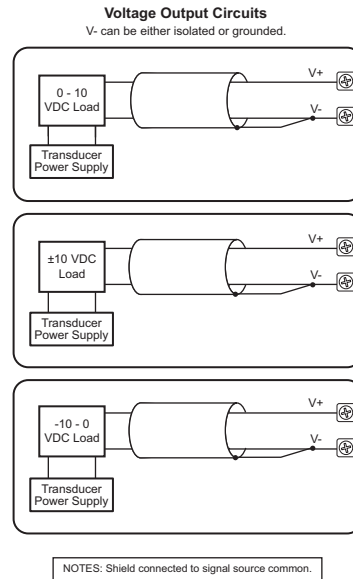 Voltage Output Circuits
V- can be either isolated or grounded.
0 - 10
VDC Load
V+
V-
Transducer
Power Supply
±10 VDC
Load
V+
V-
Transducer
Power Supply
-10 - 0
VDC Load
V+
V-
Transducer
Power Supply
NOTES: Shield connected to signal source common.